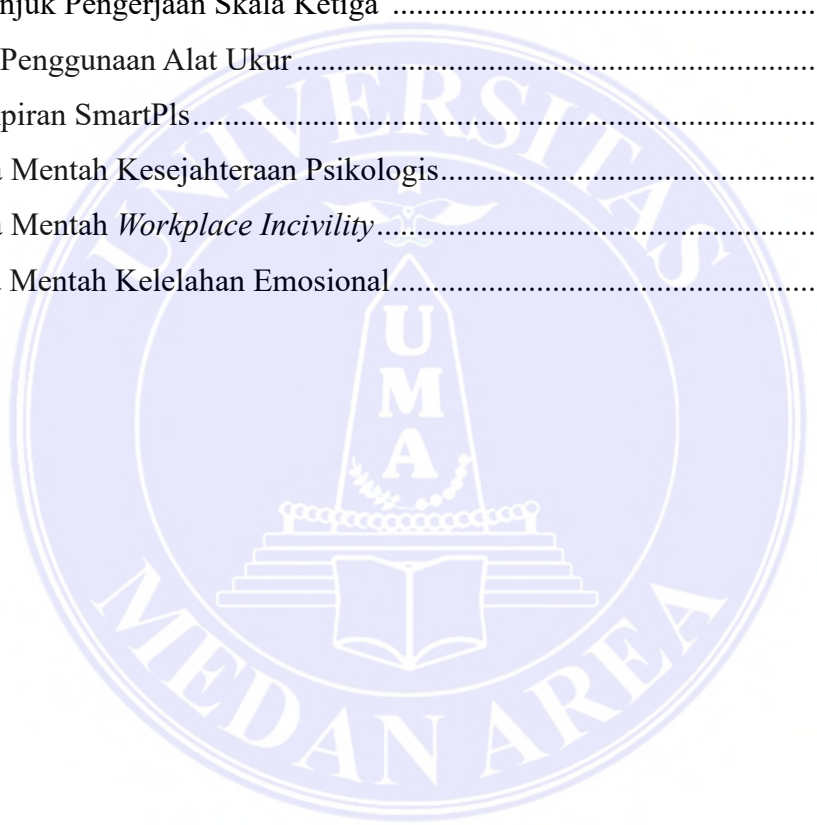 njuk Pengerjaan Skala Ketiga ........................................................
Penggunaan Alat Ukur....................................................................
piran SmartPls.................................................................................
Mentah Kesejahteraan Psikologis..................................................
Mentah Workplace Incivility.........................................................
Mentah Kelelahan Emosional.......................................................
UNIVERSITAS
UMA
MEDAN AREA